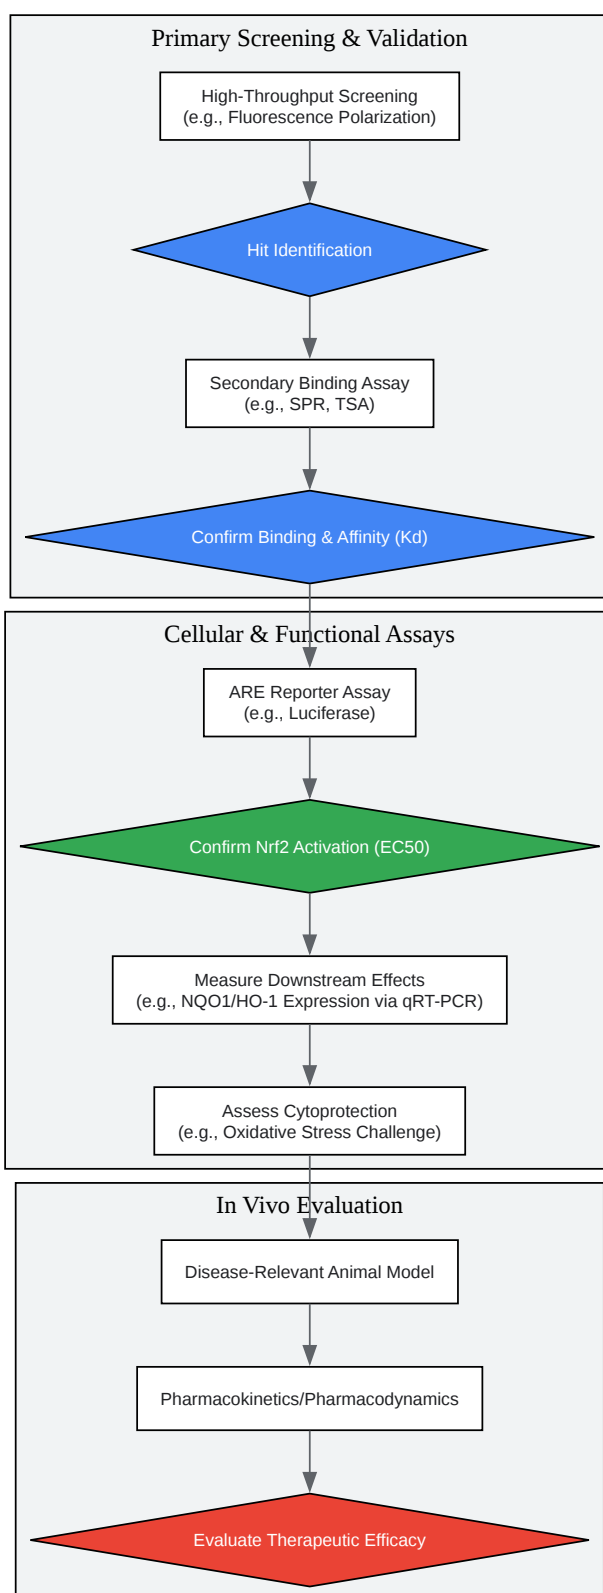 Primary Screening & Validation
High-Throughput Screening
(e.g., Fluorescence Polarization)
Hit Identification
Secondary Binding Assay
(e.g., SPR, TSA)
Confirm Binding & Affinity (Kd)
Cellular & Functional Assays
ARE Reporter Assay
(e.g., Luciferase)
Confirm Nrf2 Activation (EC50)
Measure Downstream Effects
(e.g., NQO1/HO-1 Expression via qRT-PCR)
Assess Cytoprotection
(e.g., Oxidative Stress Challenge)
In Vivo Evaluation
Disease-Relevant Animal Model
Pharmacokinetics/Pharmacodynamics
Evaluate Therapeutic Efficacy